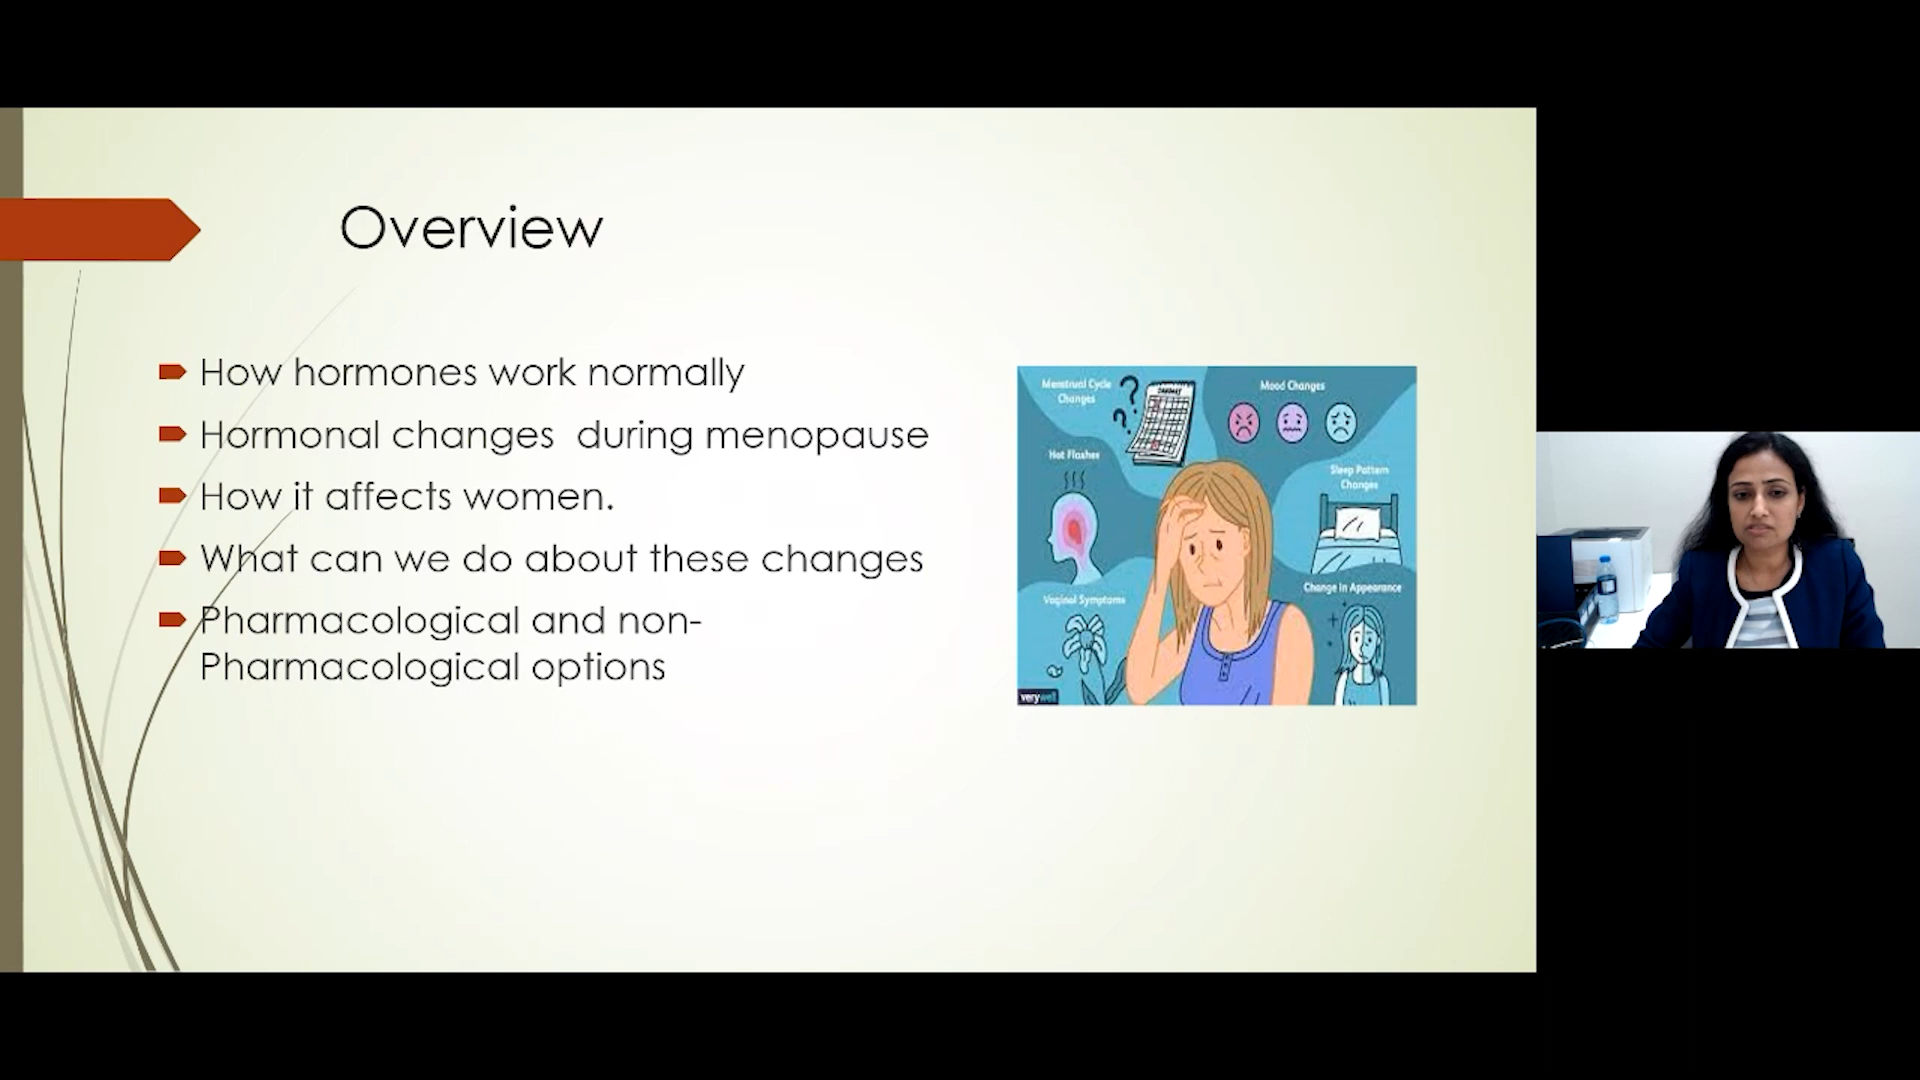 Overview
How hormones work normally
Hormonal changes during menopause
How it affects women.
What can we do about these changes
Pharmacological and non-
Pharmacological options
Menstrual Cycle
Changes
Mood Changes
Hot Flashes
Sleep Pattern
Changes
Change in Appearance
Vaginal Symptoms
verywell